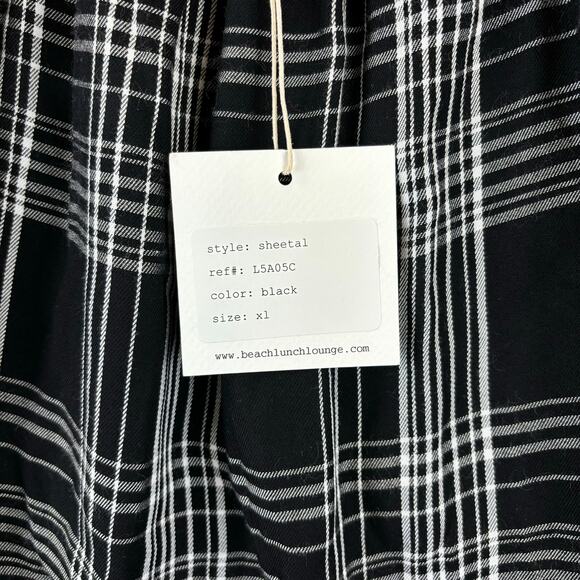 style: sheetal
ref#: L5A05C
color: black
size: xl
www.beachlunchlounge.com